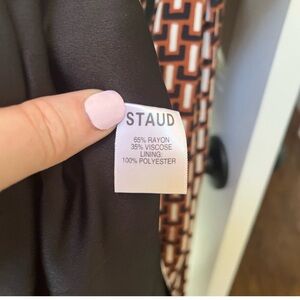 STAUD
65% RAYON
35% VISCOSE
LINING:
100% POLYESTER